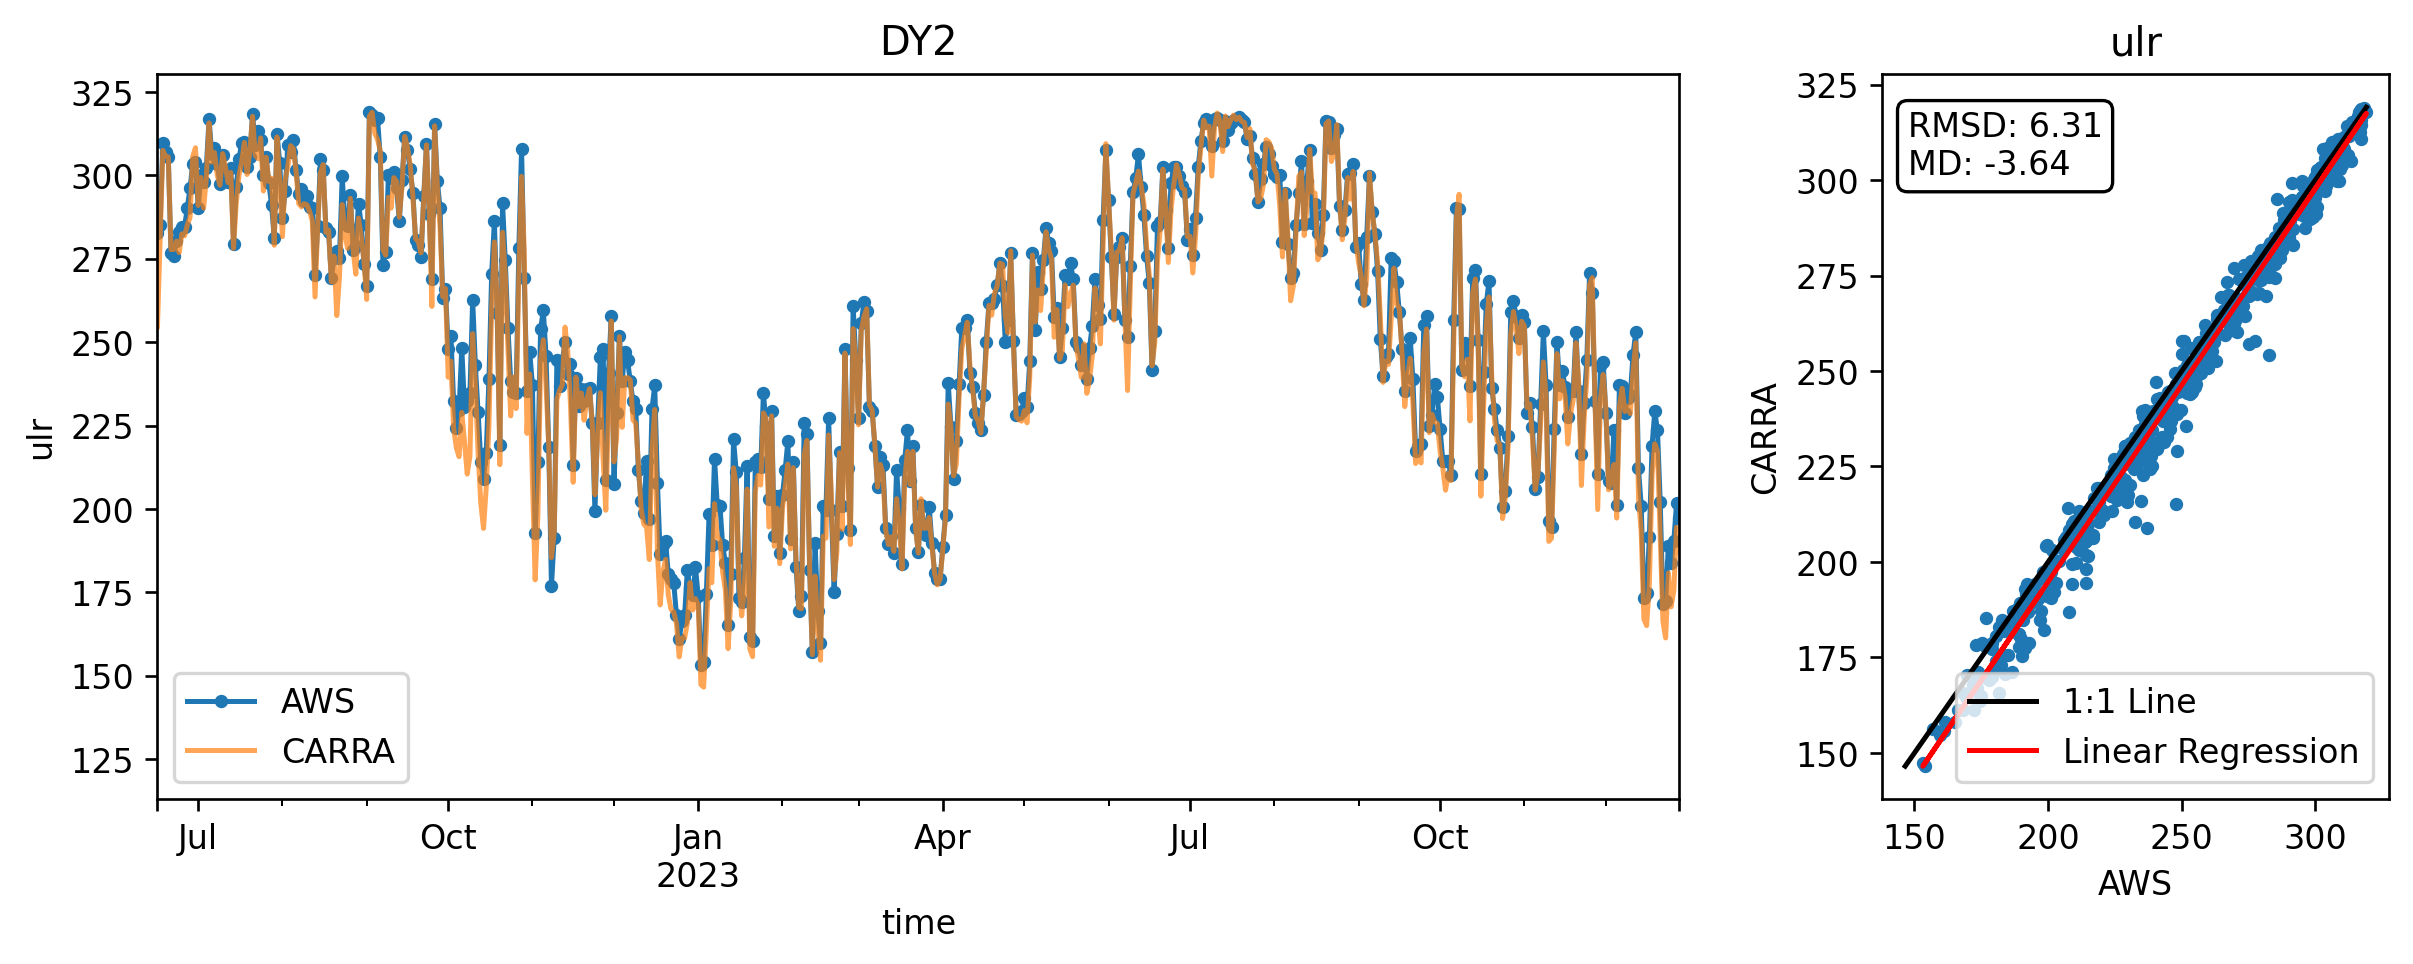 DY2
325
300
275
250
225
200
175
150
125
ulr
Jul
Oct
Jan
2023
Apr
Jul
Oct
time
AWS
CARRA
ulr
325
300
275
250
225
200
175
150
CARRA
RMSD: 6.31
MD: -3.64
1:1 Line
Linear Regression
150
200
250
300
AWS